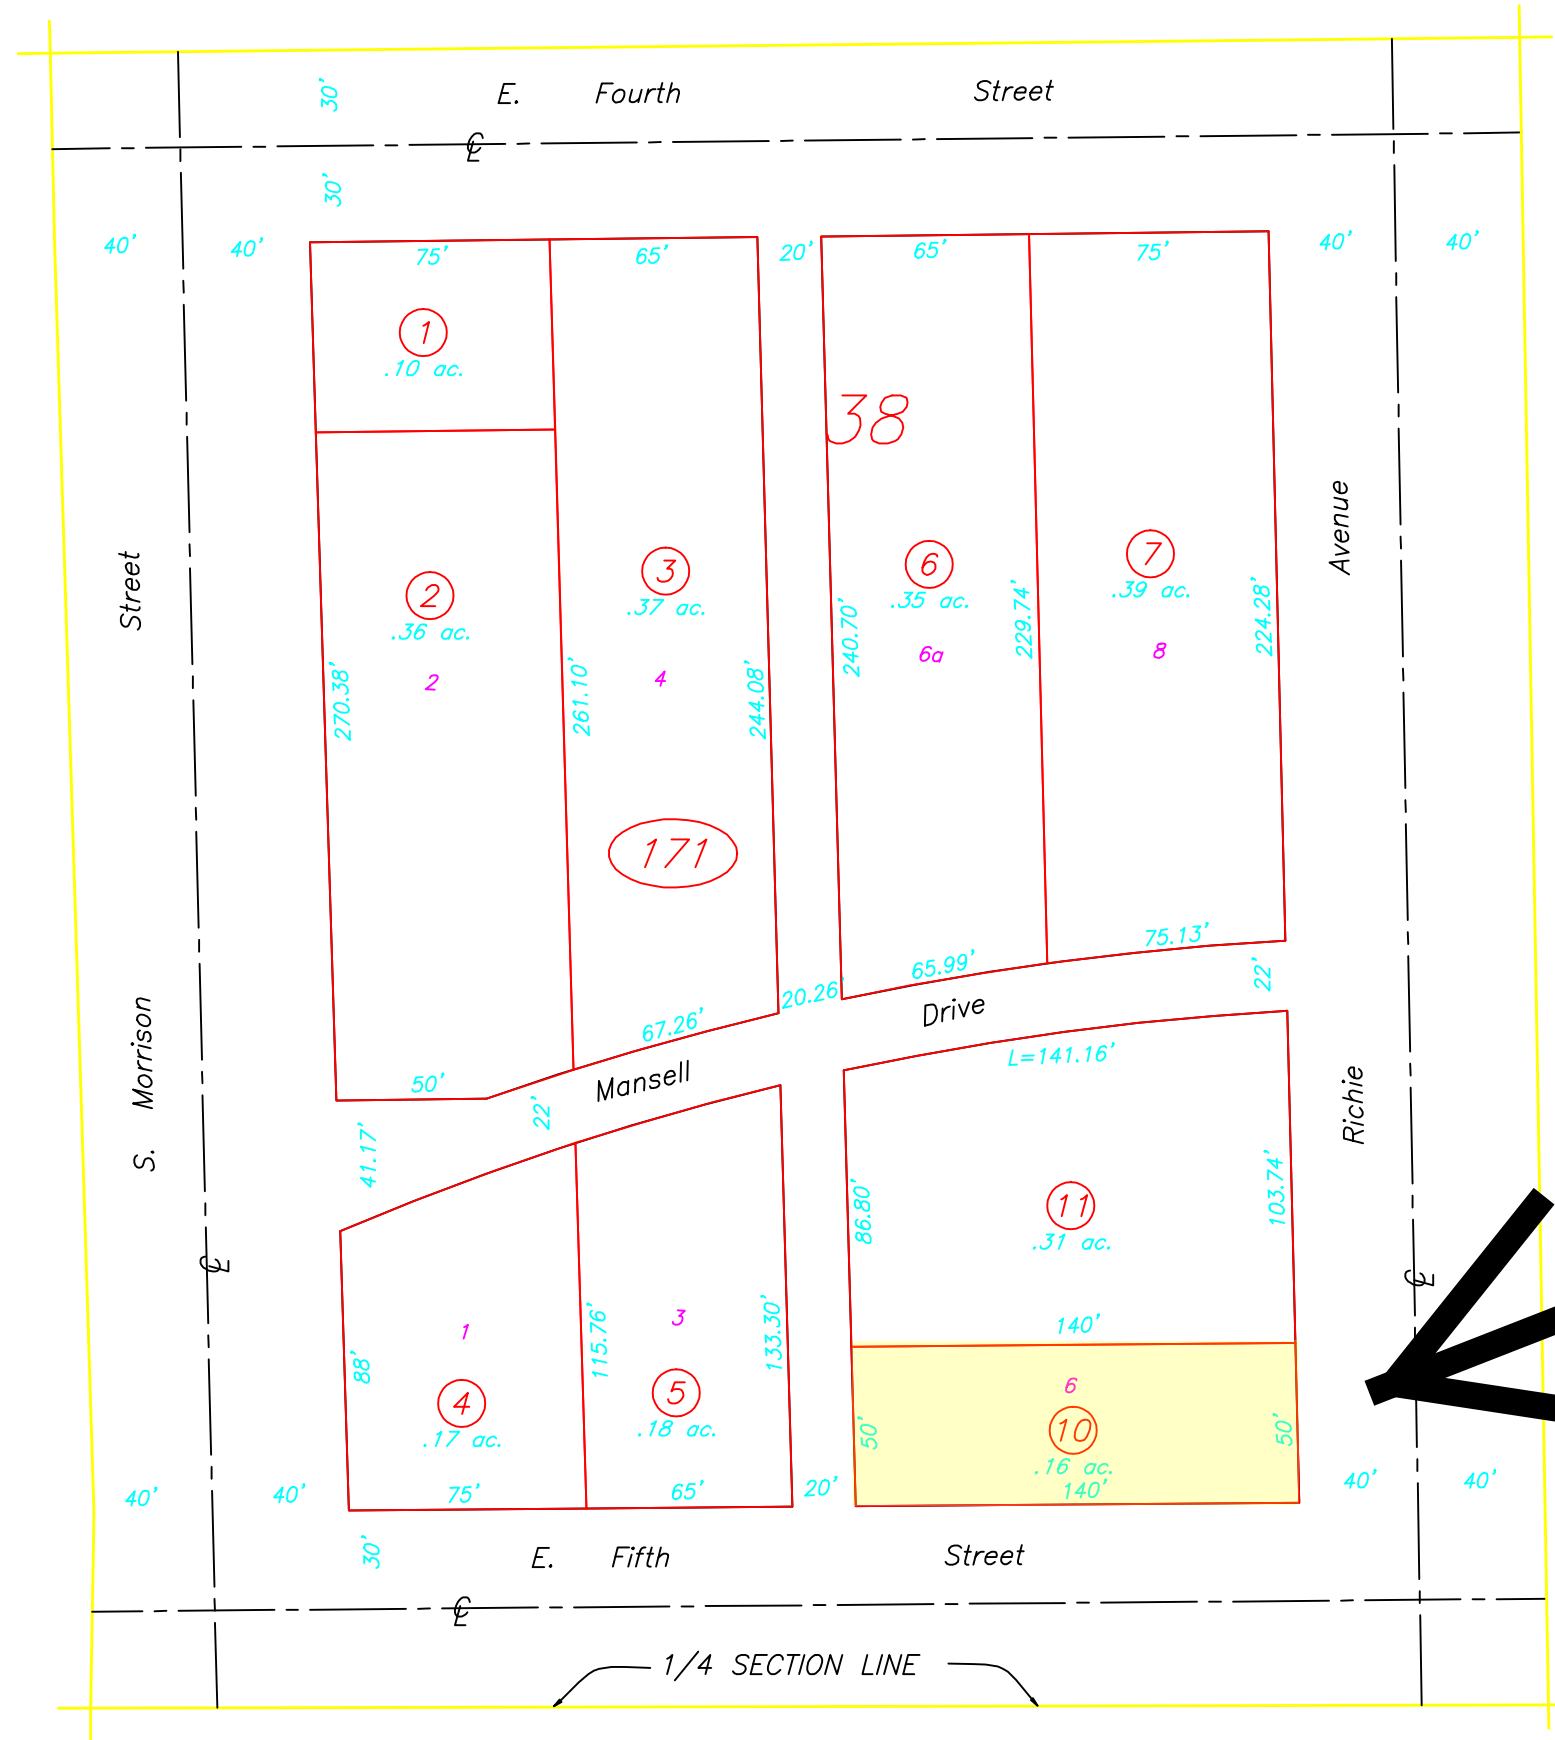 E. Fourth Street
30'
℄
30'
40' 40' 75' 65' 20' 65' 75' 40' 40'
1
.10 ac.
38
Street
Avenue
2
.36 ac.
2
3
.37 ac.
4
6
.35 ac.
6a
7
.39 ac.
8
270.38'
261.10'
244.08'
240.70'
229.74'
224.28'
171
S. Morrison
50'
67.26'
20.26'
65.99'
75.13'
22'
Mansell Drive
22'
41.17'
L=141.16'
Richie
86.80'
11
.31 ac.
103.74'
℄
℄
140'
88'
1
4
.17 ac.
115.76'
3
5
.18 ac.
133.30'
50'
6
10
.16 ac.
50'
40' 40' 75' 65' 20' 140' 40' 40'
30'
E. Fifth Street
℄
1/4 SECTION LINE